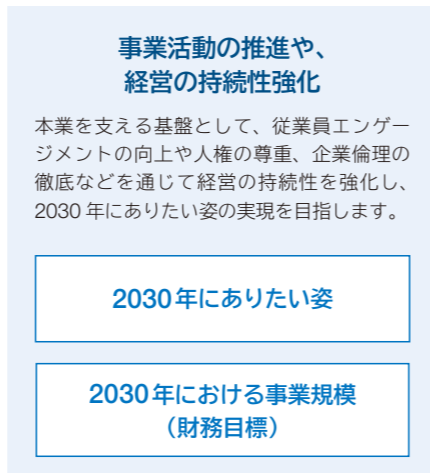 事業活動の推進や、
経営の持続性強化
本業を支える基盤として、従業員エンゲー
ジメントの向上や人権の尊重、企業倫理の
徹底などを通じて経営の持続性を強化し、
2030 年にありたい姿の実現を目指します。
2030年にありたい姿
2030年における事業規模
（財務目標）